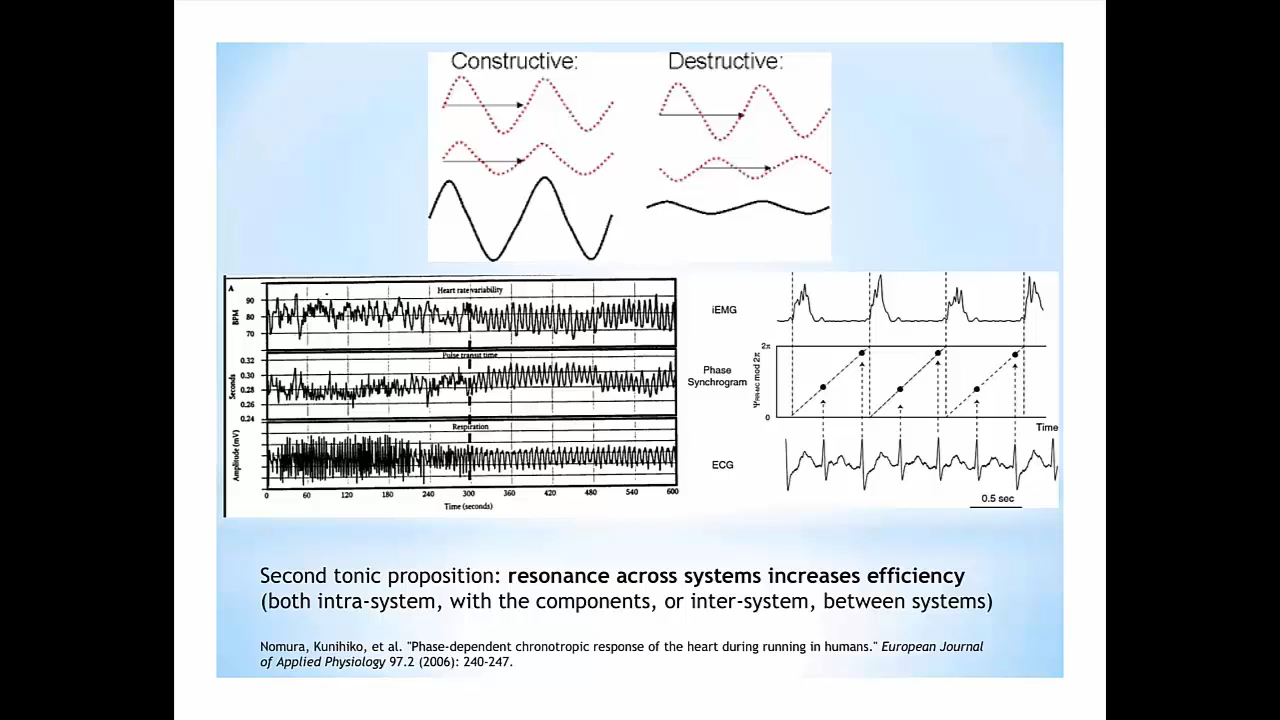 Constructive:
Destructive:
A
Heart rate variability
BPM
90
80
70
Pulse transit time
Seconds
0.32
0.30
0.28
0.26
0.24
Respiration
Amplitude (mV)
0 60 120 180 240 300 360 420 480 540 600
Time (seconds)
iEMG
Phase
Synchrogram
2π
0
mod 2π
Time
ECG
0.5 sec
Second tonic proposition: resonance across systems increases efficiency
(both intra-system, with the components, or inter-system, between systems)
Nomura, Kunihiko, et al. "Phase-dependent chronotropic response of the heart during running in humans." European Journal
of Applied Physiology 97.2 (2006): 240-247.